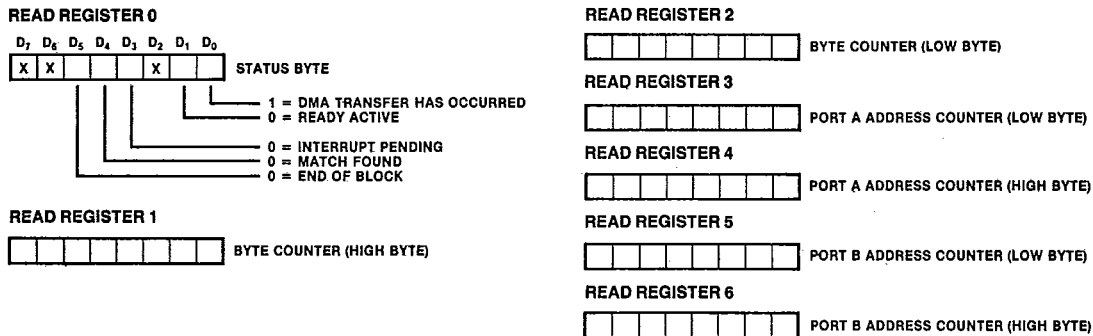 READ REGISTER 0
D7 D6 D5 D4 D3 D2 D1 D0
X X X STATUS BYTE
1 = DMA TRANSFER HAS OCCURRED
0 = READY ACTIVE
0 = INTERRUPT PENDING
0 = MATCH FOUND
0 = END OF BLOCK
READ REGISTER 1
BYTE COUNTER (HIGH BYTE)
READ REGISTER 2
BYTE COUNTER (LOW BYTE)
READ REGISTER 3
PORT A ADDRESS COUNTER (LOW BYTE)
READ REGISTER 4
PORT A ADDRESS COUNTER (HIGH BYTE)
READ REGISTER 5
PORT B ADDRESS COUNTER (LOW BYTE)
READ REGISTER 6
PORT B ADDRESS COUNTER (HIGH BYTE)